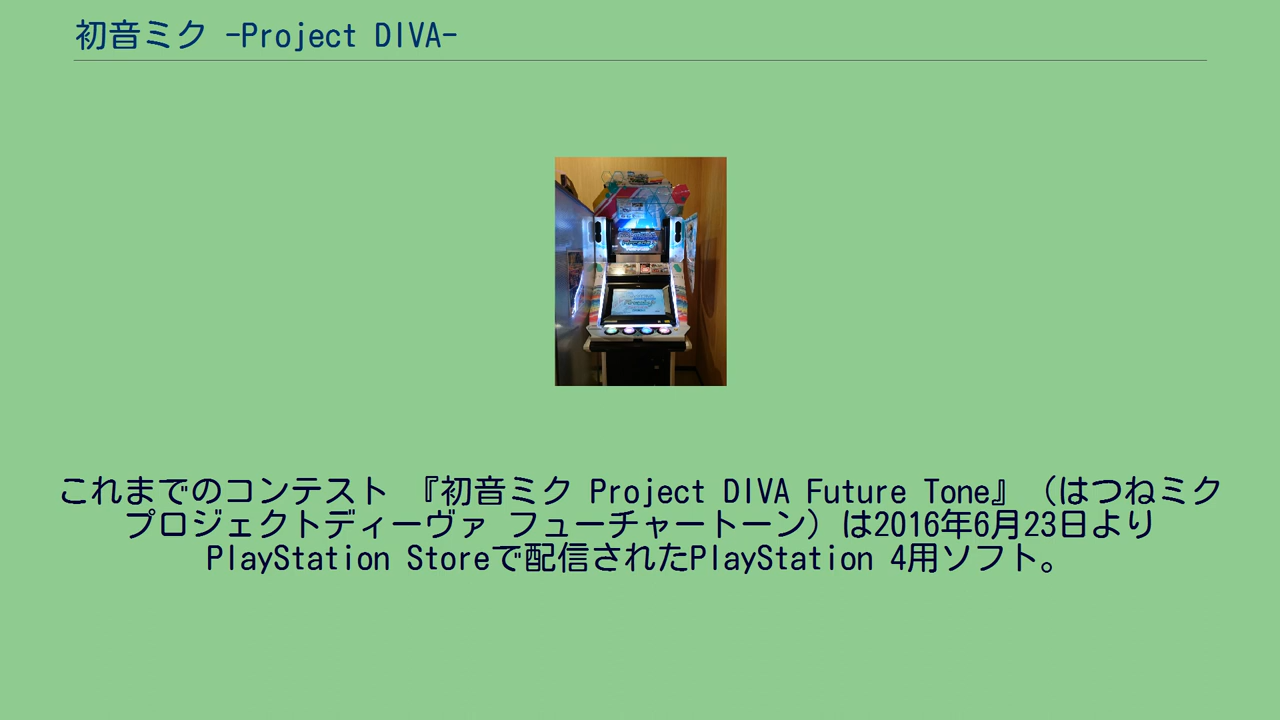 初音ミク -Project DIVA-
これまでのコンテスト 『初音ミク Project DIVA Future Tone』（はつねミク
プロジェクトディーヴァ フューチャートーン）は2016年6月23日より
PlayStation Storeで配信されたPlayStation 4用ソフト。